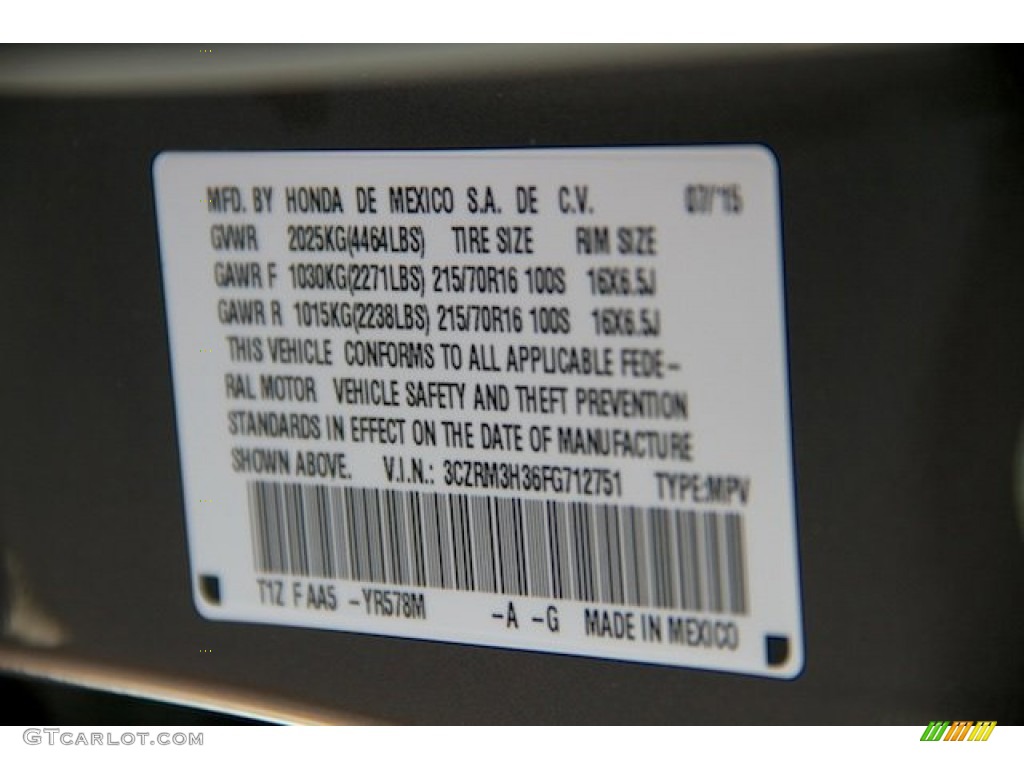 MFD. BY HONDA DE MEXICO S.A. DE C.V. 07/'15
GVWR 2025KG(4464LBS) TIRE SIZE RIM SIZE
GAWR F 1030KG(2271LBS) 215/70R16 100S 16X6.5J
GAWR R 1015KG(2238LBS) 215/70R16 100S 16X6.5J
THIS VEHICLE CONFORMS TO ALL APPLICABLE FEDE-
RAL MOTOR VEHICLE SAFETY AND THEFT PREVENTION
STANDARDS IN EFFECT ON THE DATE OF MANUFACTURE
SHOWN ABOVE. V.I.N.: 3CZRM3H36FG712751 TYPE:MPV
T1Z F AA5 -YR578M -A -G MADE IN MEXICO
GTCARLOT.COM